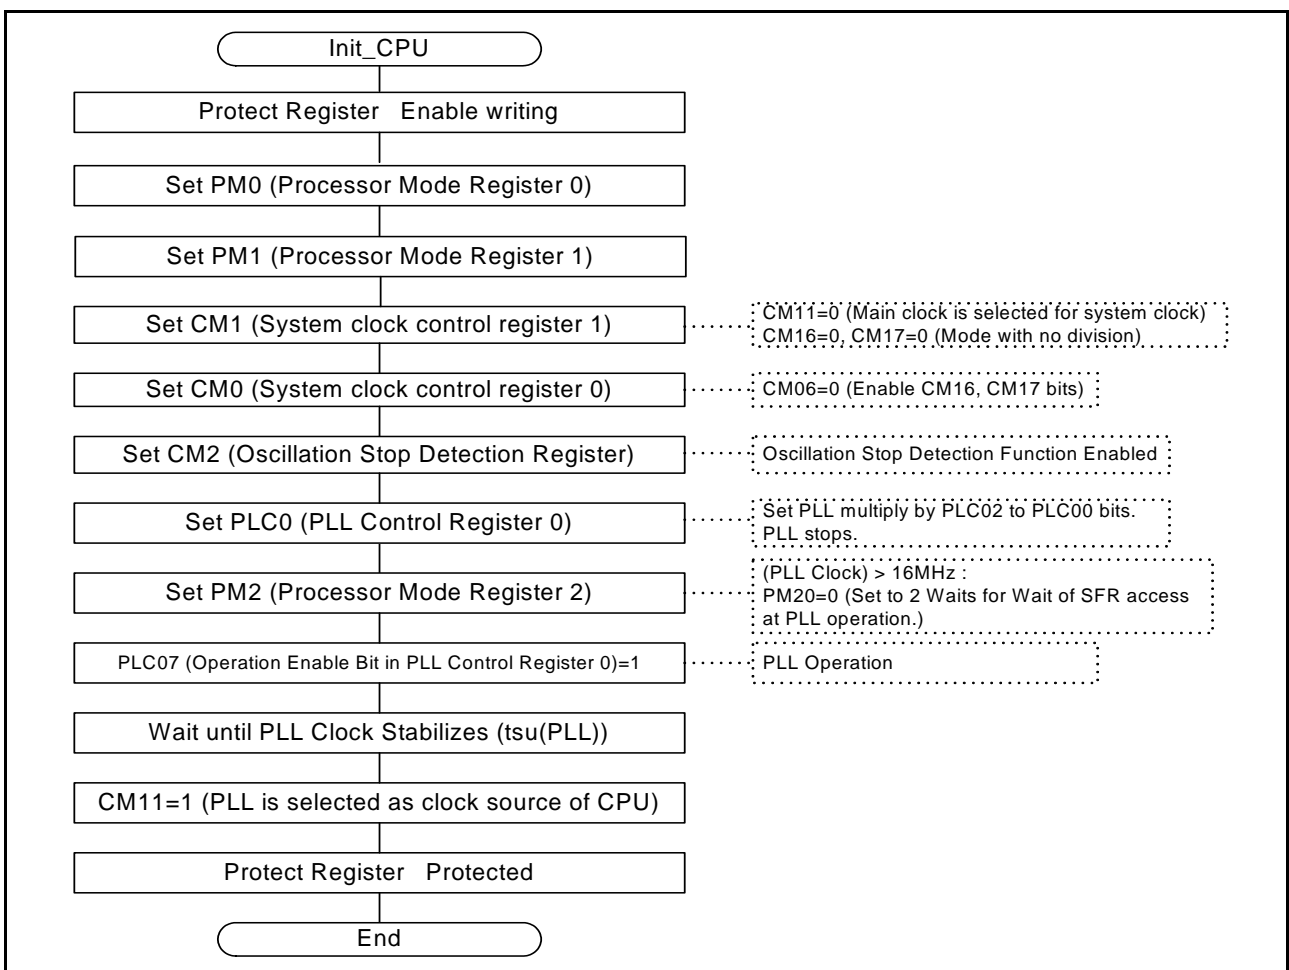 Init_CPU
Protect Register   Enable writing
Set PM0 (Processor Mode Register 0)
Set PM1 (Processor Mode Register 1)
Set CM1 (System clock control register 1)
CM11=0 (Main clock is selected for system clock)
CM16=0, CM17=0 (Mode with no division)
Set CM0 (System clock control register 0)
CM06=0 (Enable CM16, CM17 bits)
Set CM2 (Oscillation Stop Detection Register)
Oscillation Stop Detection Function Enabled
Set PLC0 (PLL Control Register 0)
Set PLL multiply by PLC02 to PLC00 bits.
PLL stops.
Set PM2 (Processor Mode Register 2)
(PLL Clock) > 16MHz :
PM20=0 (Set to 2 Waits for Wait of SFR access
at PLL operation.)
PLC07 (Operation Enable Bit in PLL Control Register 0)=1
PLL Operation
Wait until PLL Clock Stabilizes (tsu(PLL))
CM11=1 (PLL is selected as clock source of CPU)
Protect Register   Protected
End